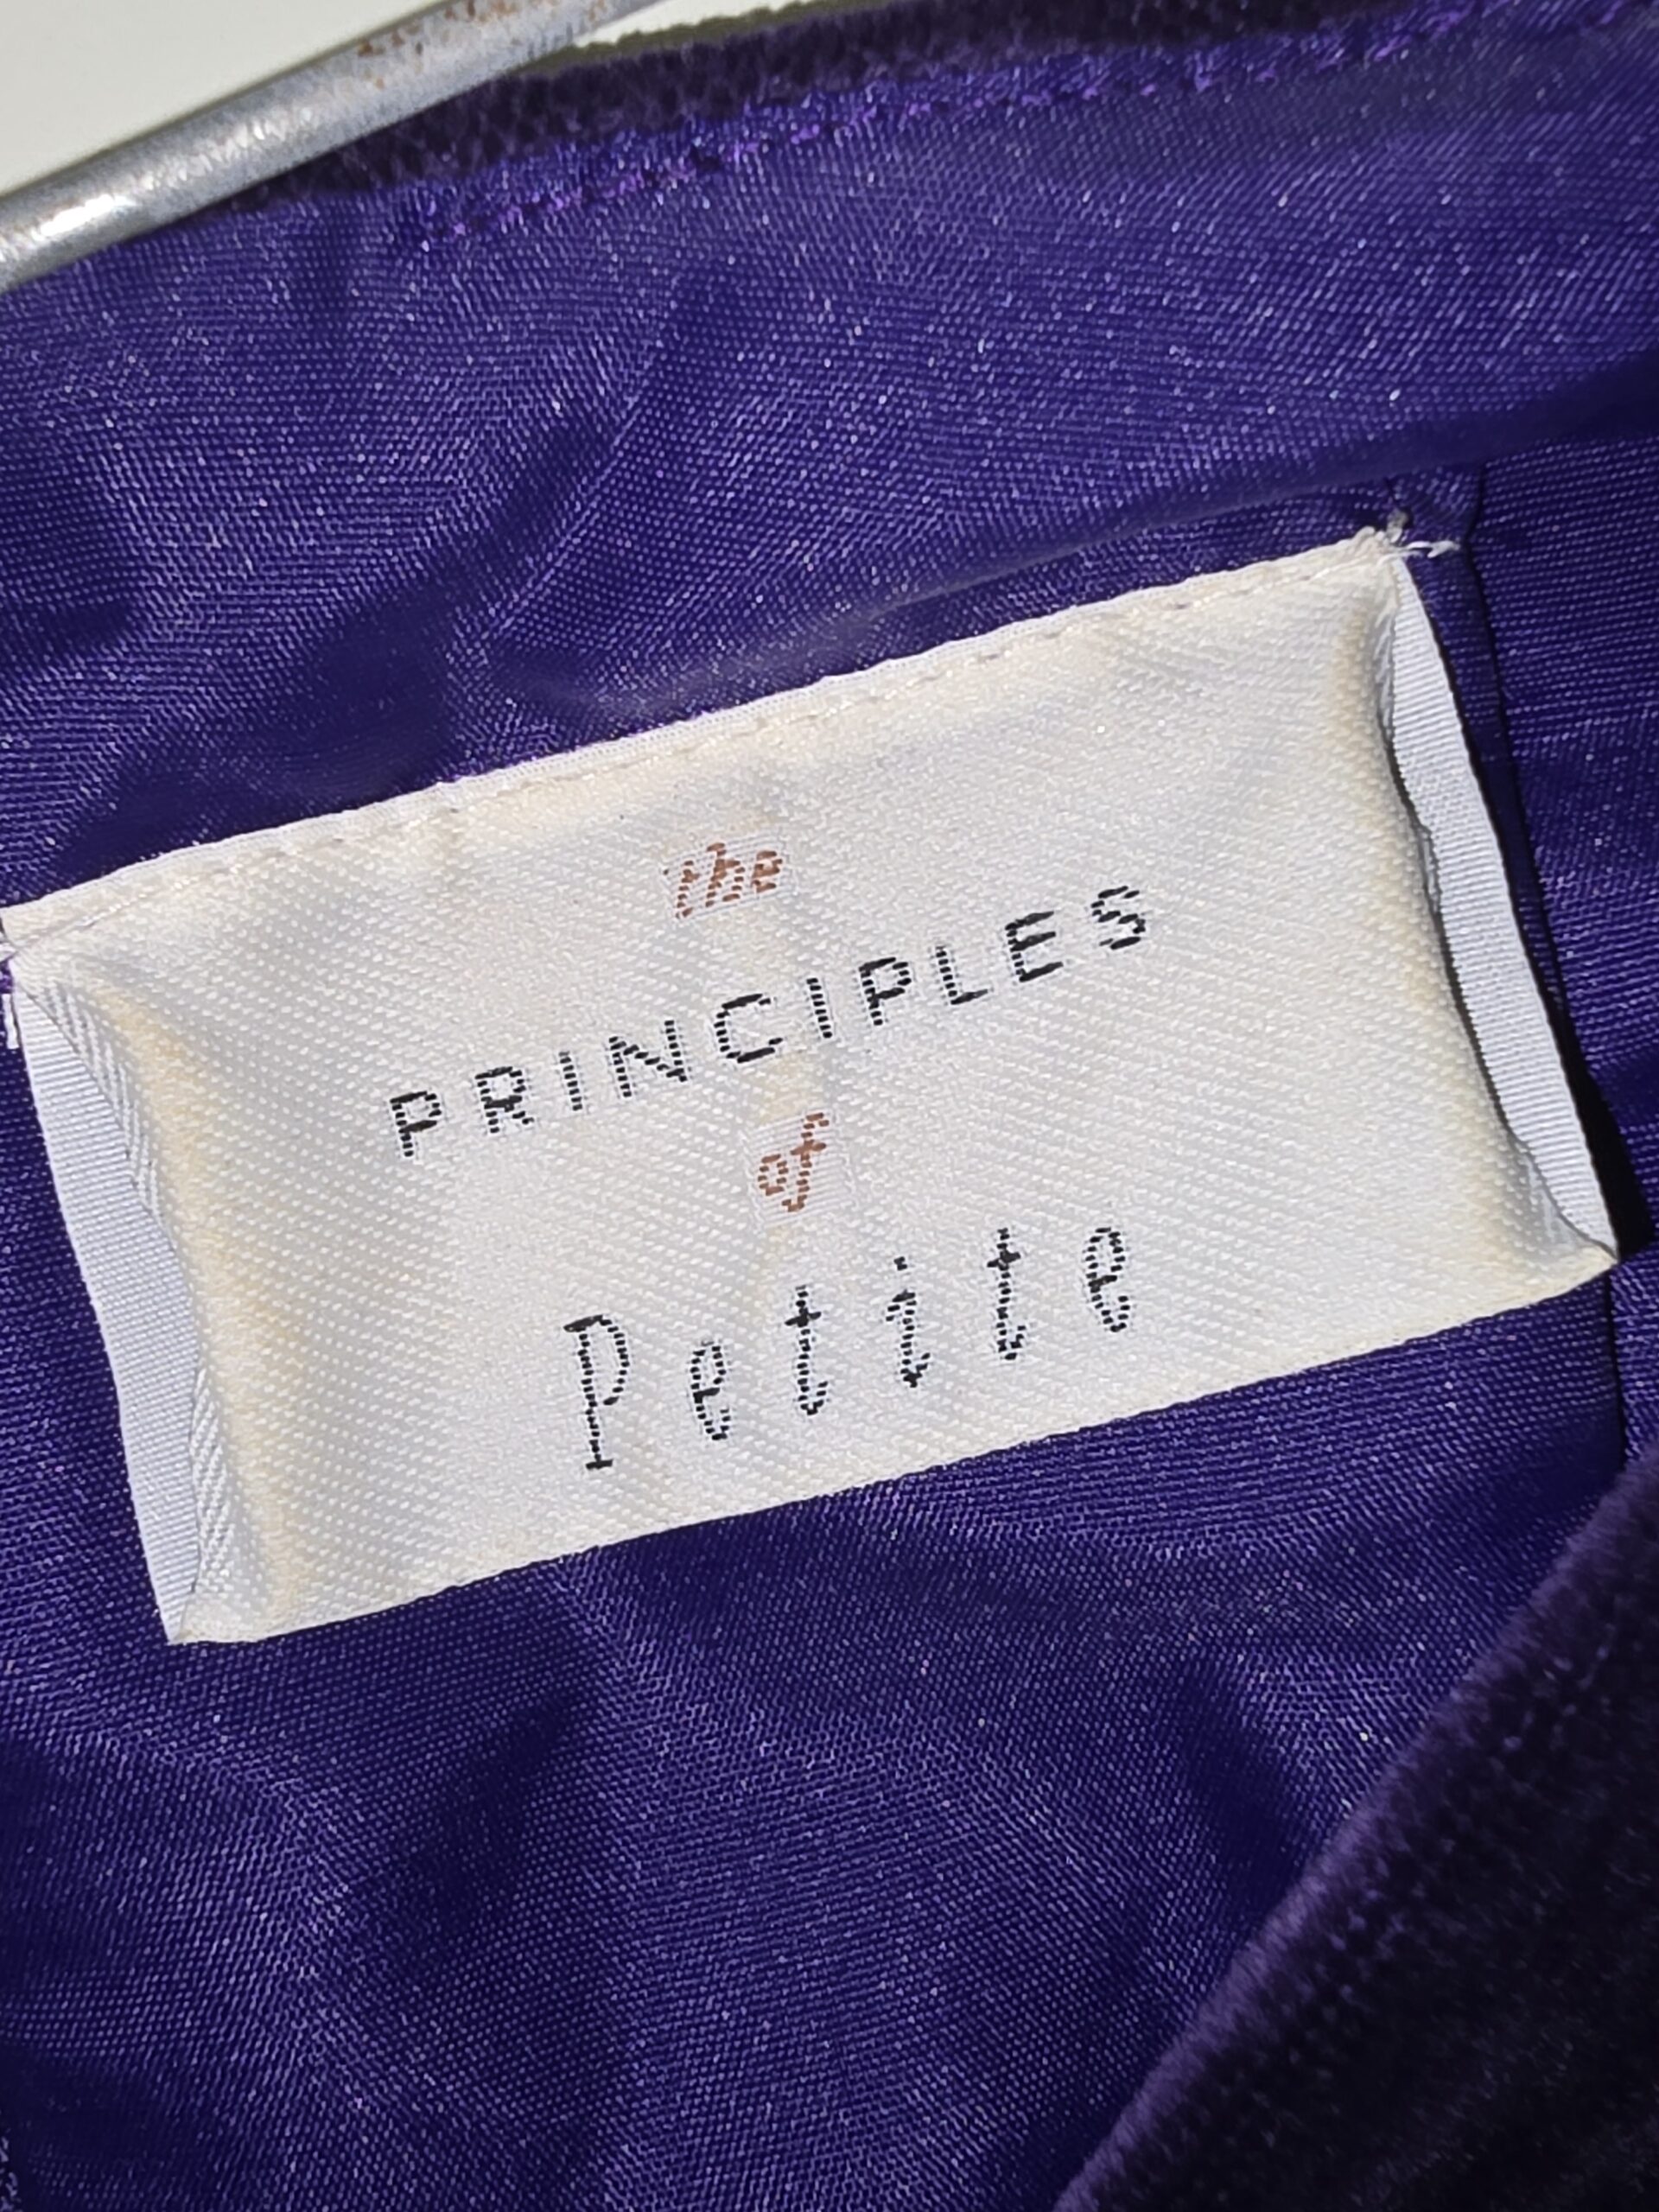 the
PRINCIPLES
of
Petite